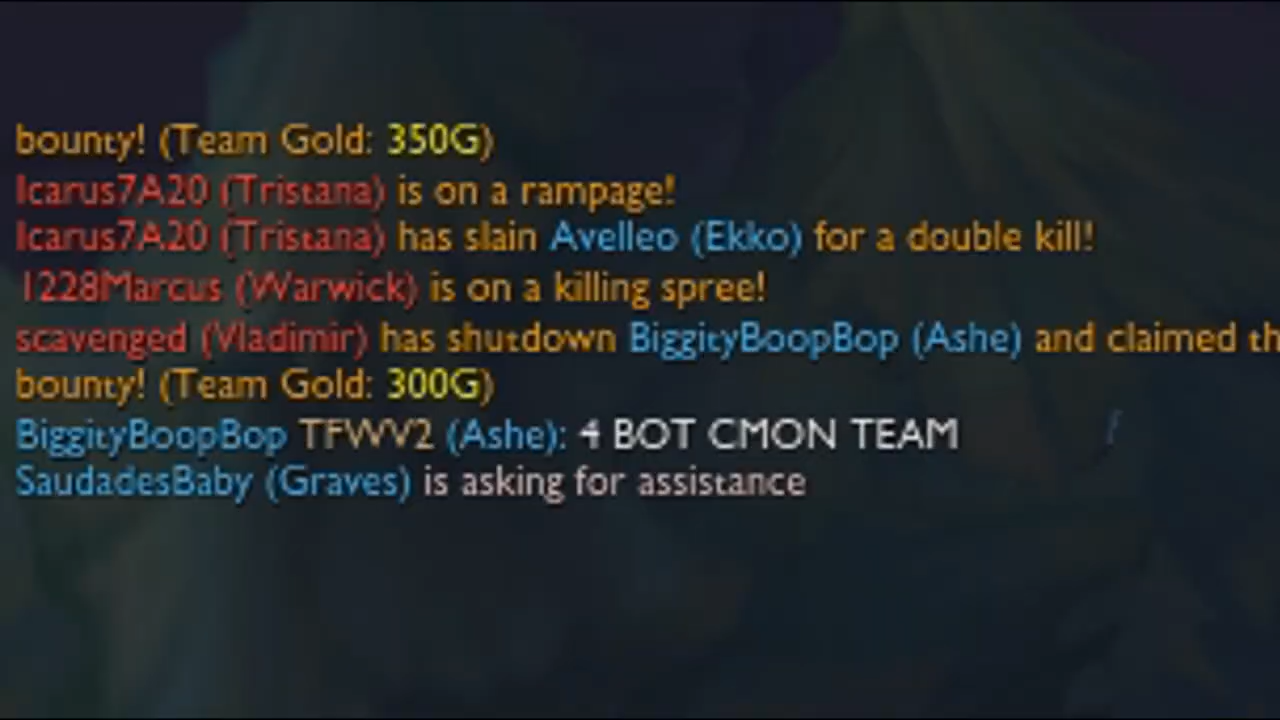 bounty! (Team Gold: 350G)
Icarus7A20 (Tristana) is on a rampage!
Icarus7A20 (Tristana) has slain Avelleo (Ekko) for a double kill!
1228Marcus (Warwick) is on a killing spree!
scavenged (Vladimir) has shutdown BiggityBoopBop (Ashe) and claimed th
bounty! (Team Gold: 300G)
BiggityBoopBop TFWV2 (Ashe): 4 BOT CMON TEAM
SaudadesBaby (Graves) is asking for assistance